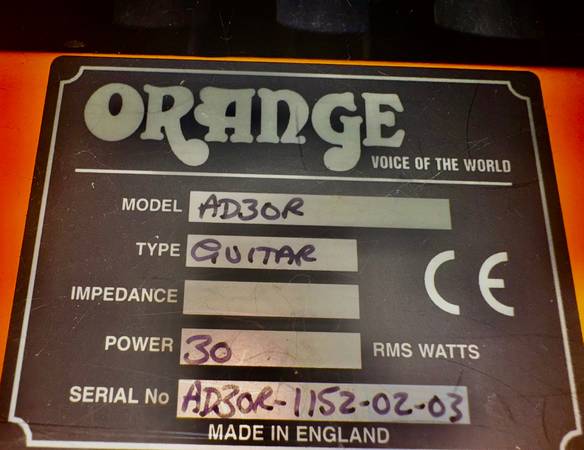 ORANGE
VOICE OF THE WORLD
MODEL AD30R
TYPE GUITAR
IMPEDANCE
CE
POWER 30 RMS WATTS
SERIAL No AD30R-1152-02-03
MADE IN ENGLAND